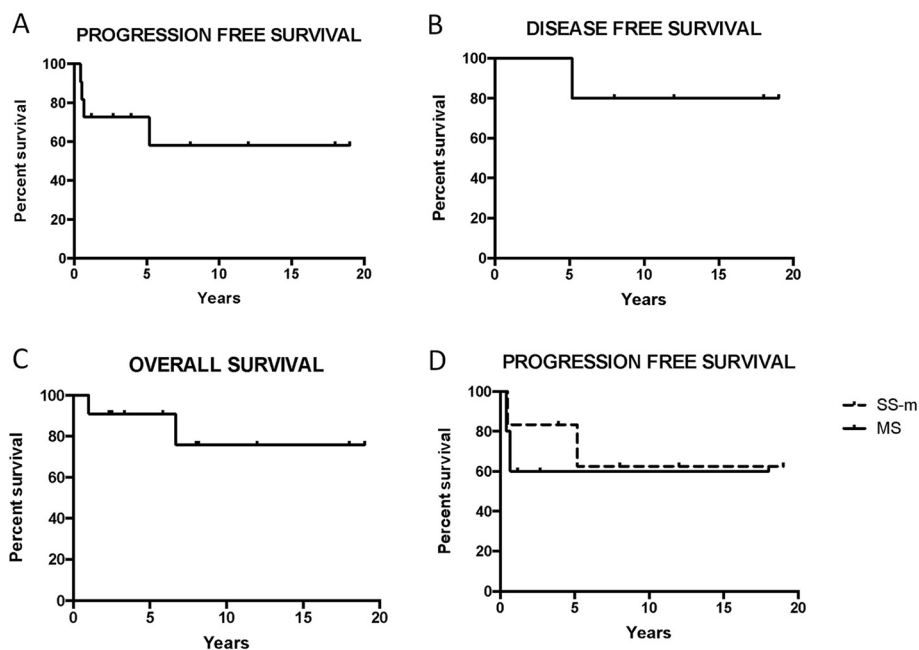 A
PROGRESSION FREE SURVIVAL
Percent survival
100
80
60
40
20
0
0 5 10 15 20
Years
B
DISEASE FREE SURVIVAL
Percent survival
100
80
60
40
20
0
0 5 10 15 20
Years
C
OVERALL SURVIVAL
Percent survival
100
80
60
40
20
0
0 5 10 15 20
Years
D
PROGRESSION FREE SURVIVAL
Percent survival
100
80
60
40
20
0
0 5 10 15 20
Years
SS-m
MS